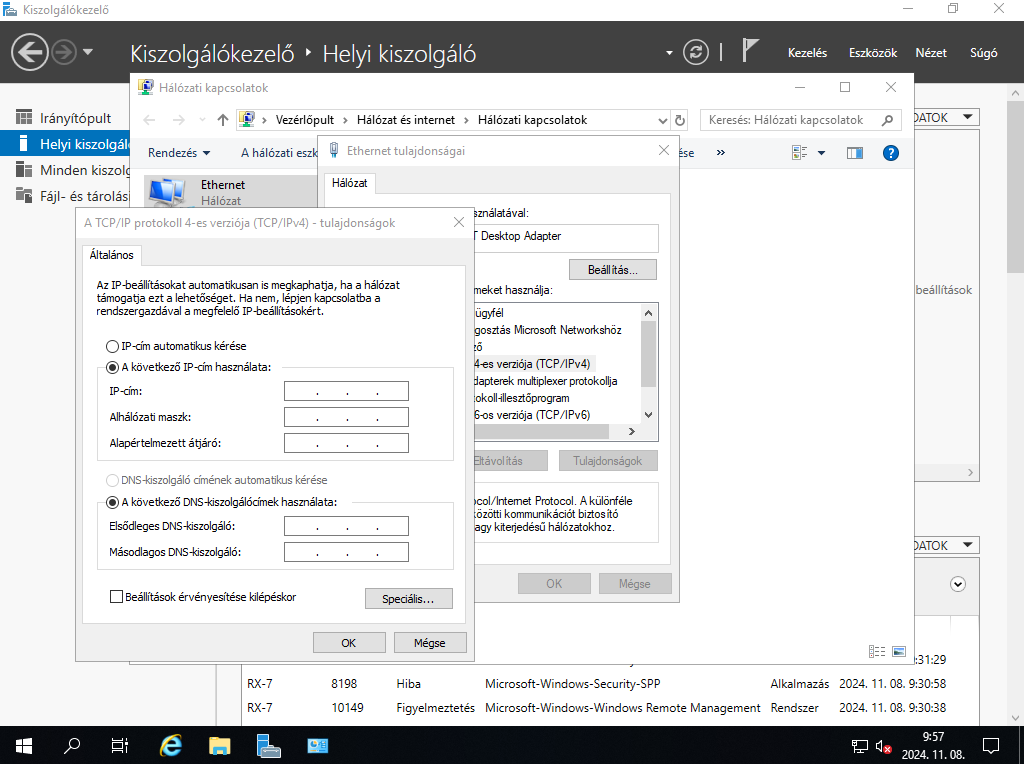 Kiszolgálókezelő
Kiszolgálókezelő ‣ Helyi kiszolgáló
Kezelés Eszközök Nézet Súgó
Irányítópult
Helyi kiszolgál
Minden kiszolg
Fájl- és tárolási
Hálózati kapcsolatok
Vezérlőpult > Hálózat és internet > Hálózati kapcsolatok
Keresés: Hálózati kapcsolatok
Rendezés
A hálózati eszk
ése
»
Ethernet
Hálózat
DATOK
beállítások
DATOK
Ethernet tulajdonságai
Hálózat
sználatával:
T Desktop Adapter
Beállítás...
meket használja:
ügyfél
gosztás Microsoft Networkshöz
ző
4-es verziója (TCP/IPv4)
dapterek multiplexer protokollja
tokoll-illesztőprogram
6-os verziója (TCP/IPv6)
Eltávolítás
Tulajdonságok
ocol/Internet Protocol. A különféle
közötti kommunikációt biztosító
agy kiterjedésű hálózatokhoz.
OK
Mégse
A TCP/IP protokoll 4-es verziója (TCP/IPv4) - tulajdonságok
Általános
Az IP-beállításokat automatikusan is megkaphatja, ha a hálózat
támogatja ezt a lehetőséget. Ha nem, lépjen kapcsolatba a
rendszergazdával a megfelelő IP-beállításokért.
IP-cím automatikus kérése
A következő IP-cím használata:
IP-cím:
. . .
Alhálózati maszk:
. . .
Alapértelmezett átjáró:
. . .
DNS-kiszolgáló címének automatikus kérése
A következő DNS-kiszolgálócímek használata:
Elsődleges DNS-kiszolgáló:
. . .
Másodlagos DNS-kiszolgáló:
. . .
Beállítások érvényesítése kilépéskor
Speciális...
OK
Mégse
9:31:29
RX-7 8198 Hiba Microsoft-Windows-Security-SPP Alkalmazás 2024. 11. 08. 9:30:58
RX-7 10149 Figyelmeztetés Microsoft-Windows-Windows Remote Management Rendszer 2024. 11. 08. 9:30:38
9:57
2024. 11. 08.